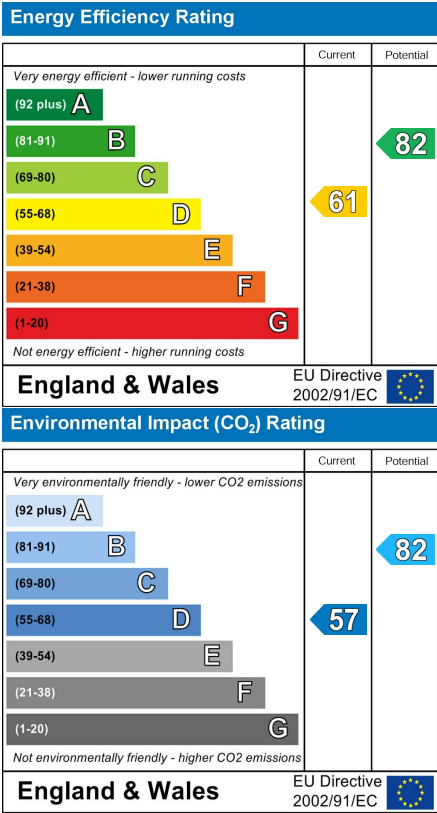 Energy Efficiency Rating
Current Potential
Very energy efficient - lower running costs
(92 plus) A
(81-91) B
82
(69-80) C
(55-68) D
61
(39-54) E
(21-38) F
(1-20) G
Not energy efficient - higher running costs
England & Wales
EU Directive
2002/91/EC
Environmental Impact (CO₂) Rating
Current Potential
Very environmentally friendly - lower CO2 emissions
(92 plus) A
(81-91) B
82
(69-80) C
(55-68) D
57
(39-54) E
(21-38) F
(1-20) G
Not environmentally friendly - higher CO2 emissions
England & Wales
EU Directive
2002/91/EC